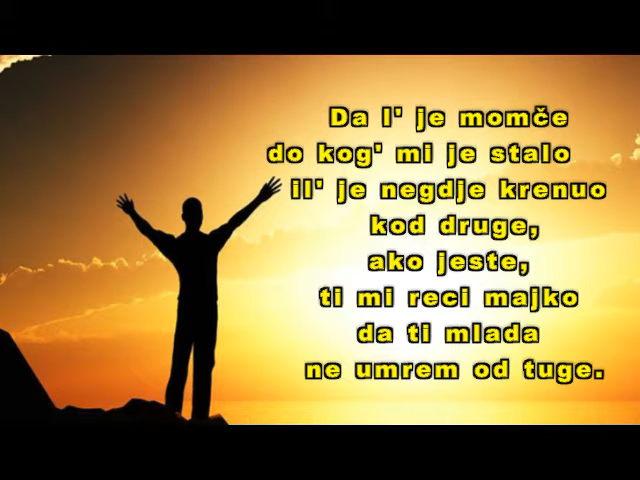 Da l' je momče
do kog' mi je stalo
il' je negdje krenuo
kod druge,
ako jeste,
ti mi reci majko
da ti mlada
ne umrem od tuge.